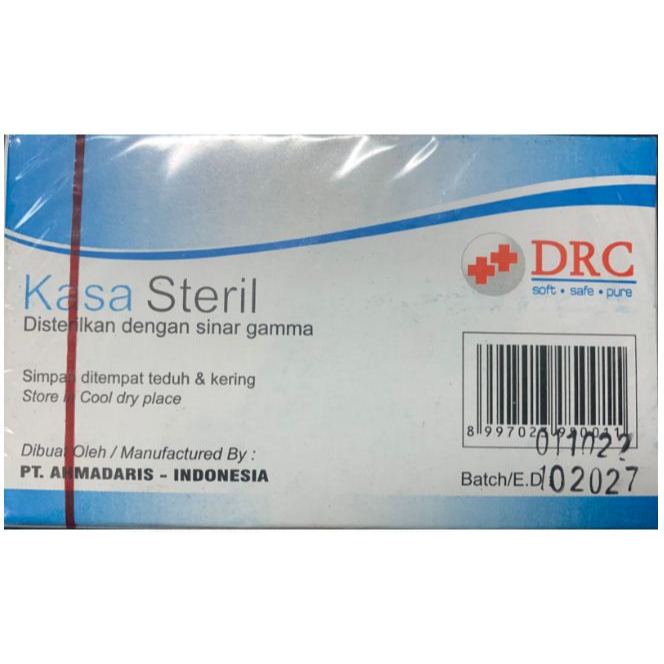 DRC
soft • safe • pure
Kasa Steril
Disterilkan dengan sinar gamma
Simpan ditempat teduh & kering
Store in Cool dry place
Dibuat Oleh / Manufactured By :
PT. AHMADARIS - INDONESIA
011022
Batch/E.D
102027